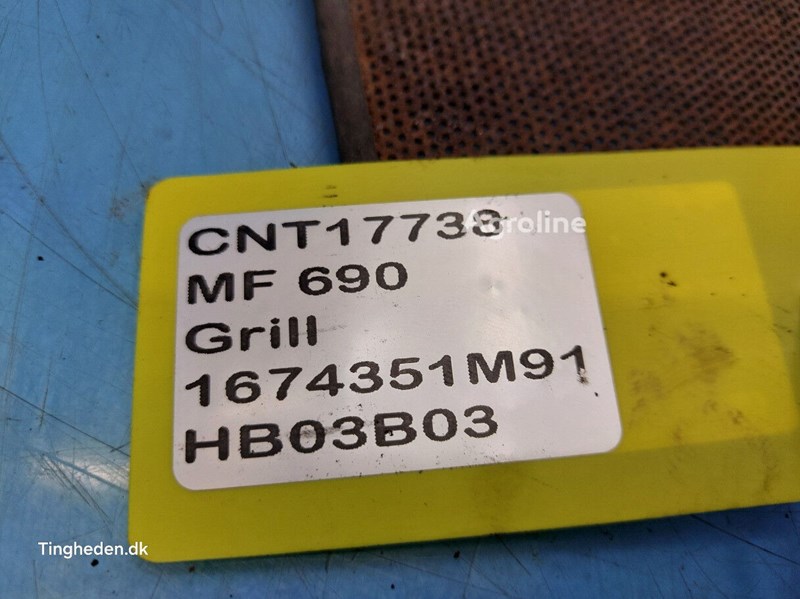 CNT17738
Agroline
MF 690
Grill
1674351M91
HB03B03
Tingheden.dk